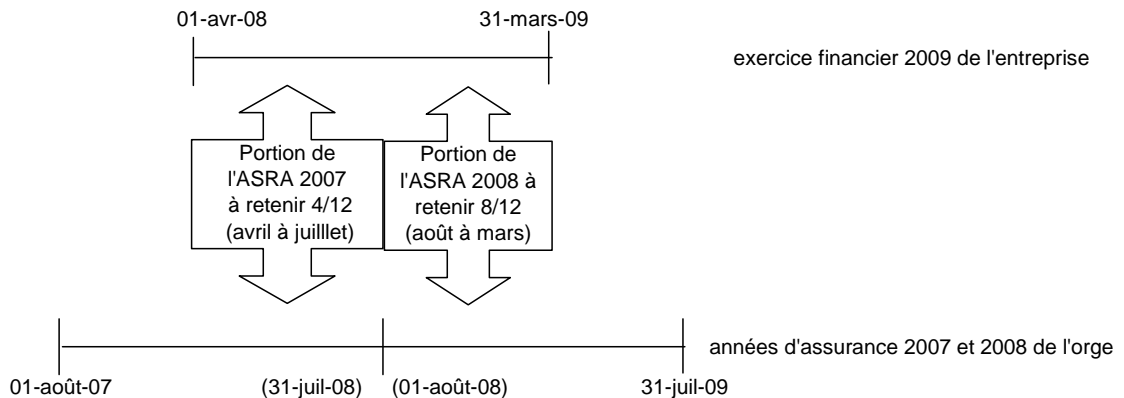 01-avr-08
31-mars-09
exercice financier 2009 de l'entreprise
Portion de
l'ASRA 2007
à retenir 4/12
(avril à juilllet)
Portion de
l'ASRA 2008 à
retenir 8/12
(août à mars)
années d'assurance 2007 et 2008 de l'orge
01-août-07
(31-juil-08)
(01-août-08)
31-juil-09